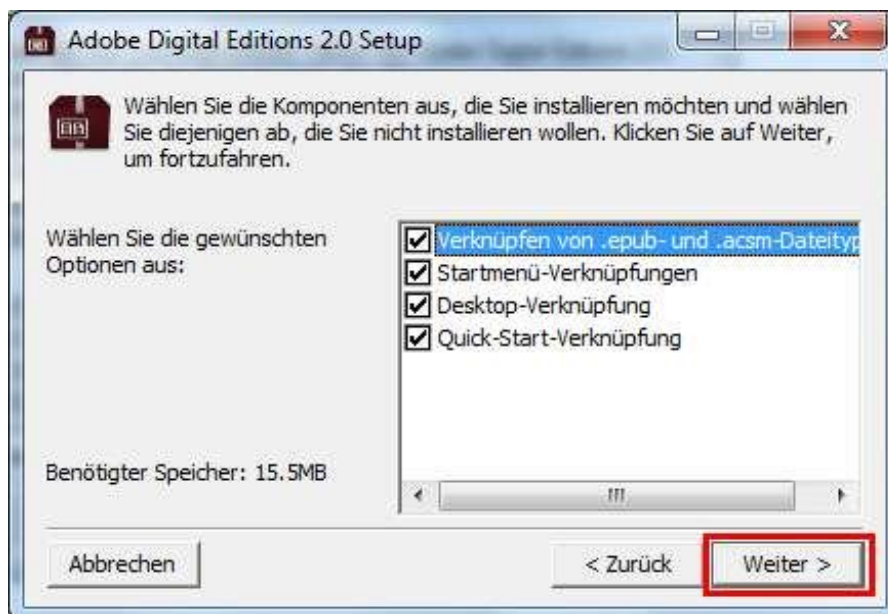 Adobe Digital Editions 2.0 Setup
Wählen Sie die Komponenten aus, die Sie installieren möchten und wählen
Sie diejenigen ab, die Sie nicht installieren wollen. Klicken Sie auf Weiter,
um fortzufahren.
Wählen Sie die gewünschten
Optionen aus:
Verknüpfen von .epub- und .acsm-Dateityp
Startmenü-Verknüpfungen
Desktop-Verknüpfung
Quick-Start-Verknüpfung
Benötigter Speicher: 15.5MB
Abbrechen
< Zurück
Weiter >